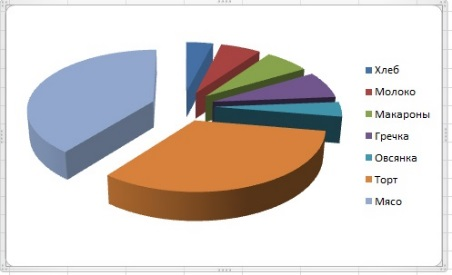 Хлеб
Молоко
Макароны
Гречка
Овсянка
Торт
Мясо